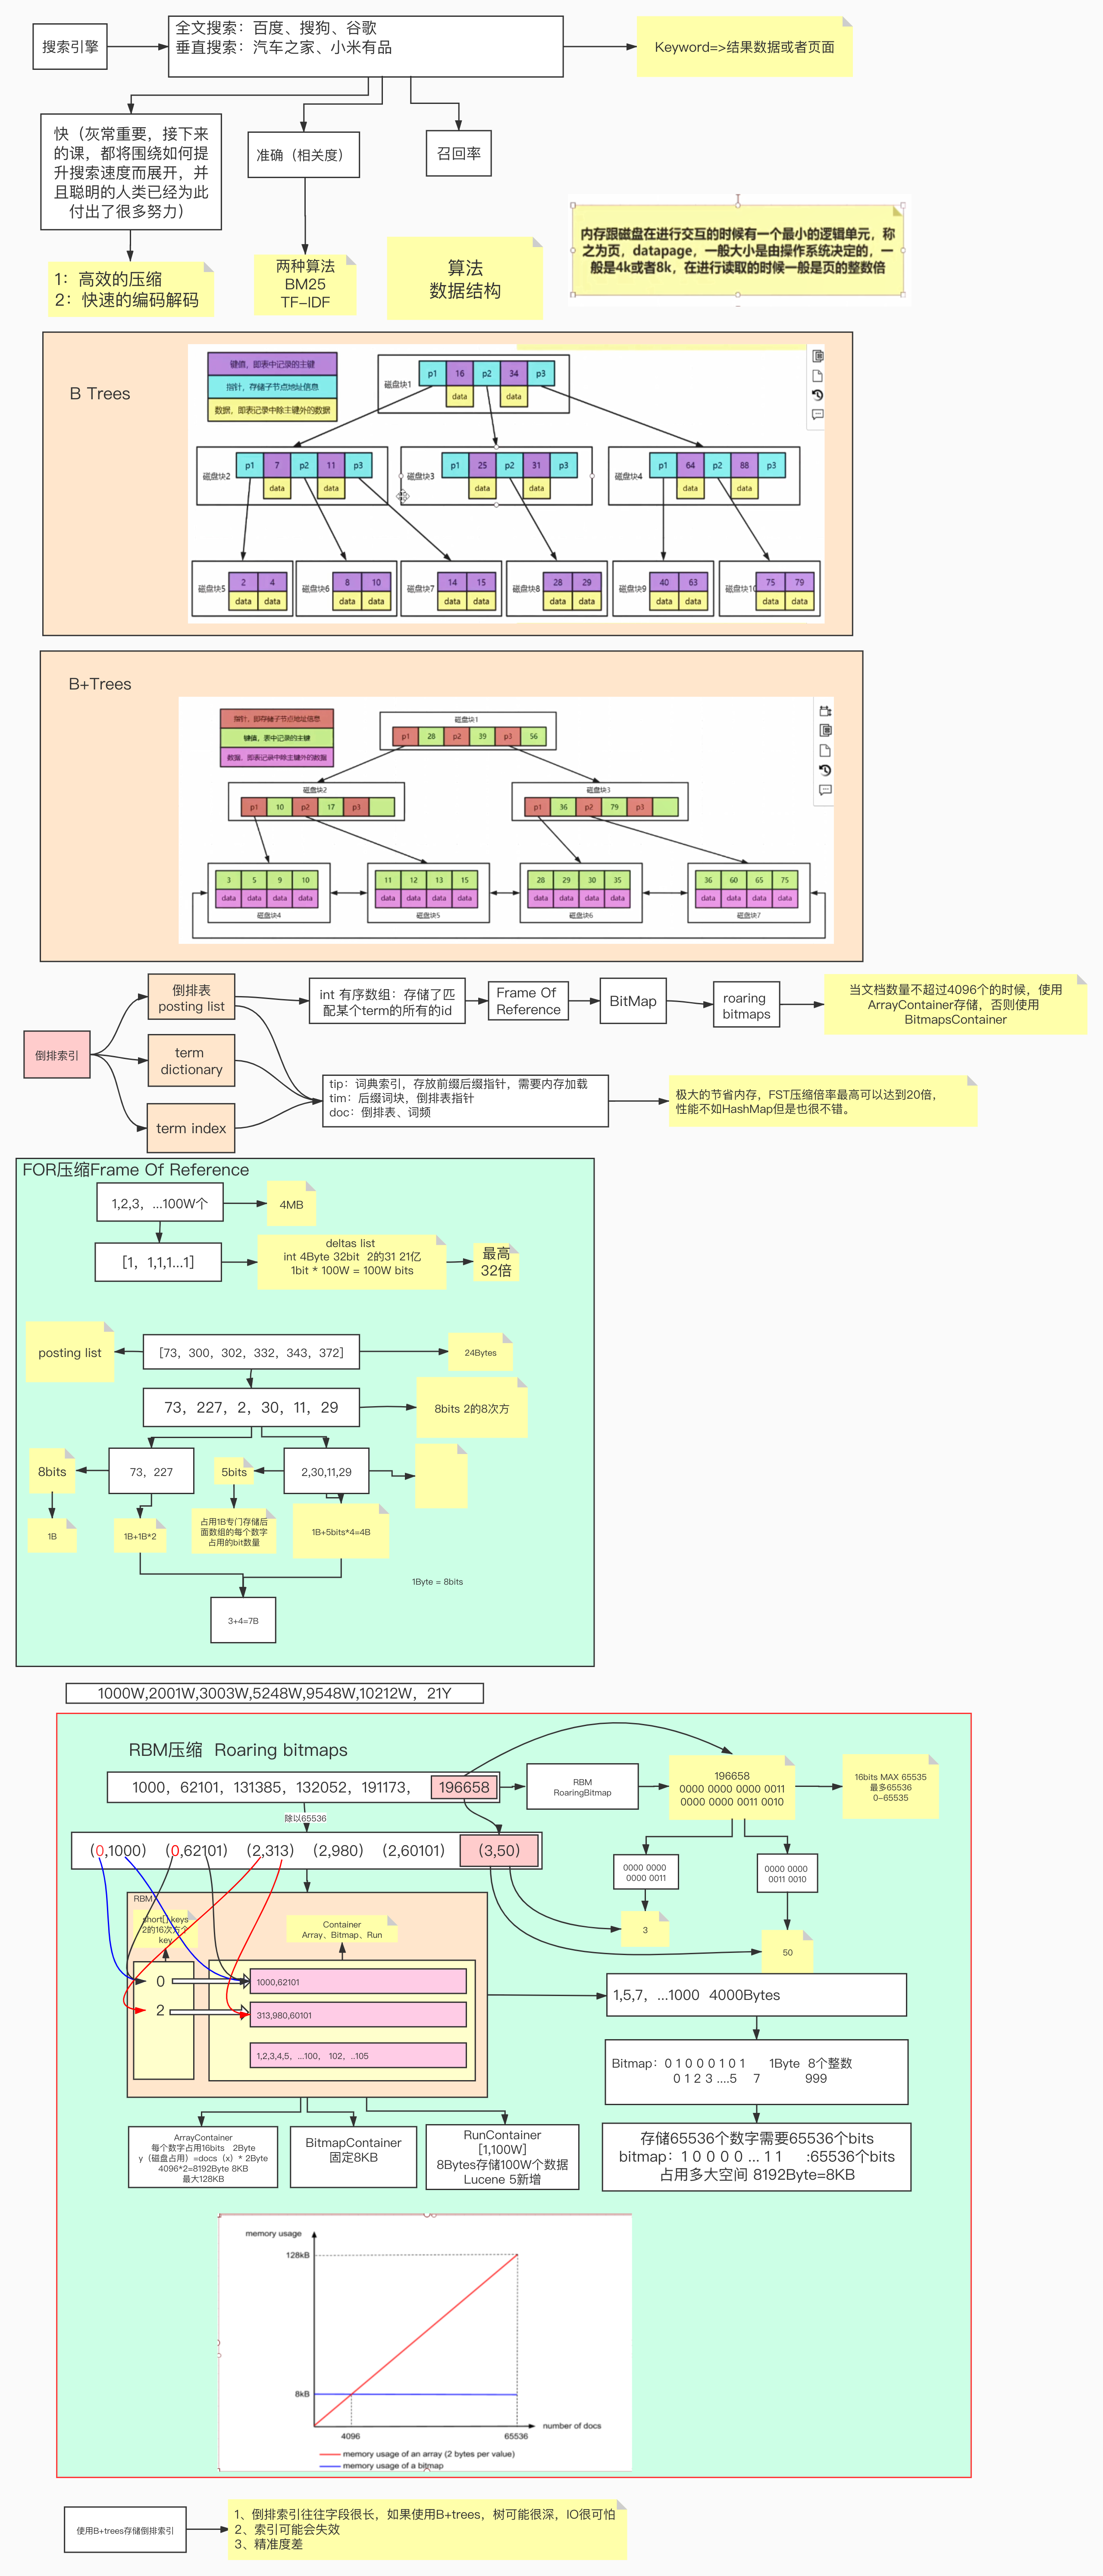 搜索引擎
全文搜索：百度、搜狗、谷歌
垂直搜索：汽车之家、小米有品
Keyword=>结果数据或者页面
快（灰常重要，接下来
的课，都将围绕如何提
升搜索速度而展开，并
且聪明的人类已经为此
付出了很多努力）
准确（相关度）
召回率
1：高效的压缩
2：快速的编码解码
两种算法
BM25
TF-IDF
算法
数据结构
内存跟磁盘在进行交互的时候有一个最小的逻辑单元，称
之为页，datapage，一般大小是由操作系统决定的，一
般是4k或者8k，在进行读取的时候一般是页的整数倍
B Trees
键值，即表中记录的主键
指针，存储子节点地址信息
数据，即表记录中除主键外的数据
磁盘块1
p1 16 p2 34 p3
data data
磁盘块2
p1 7 p2 11 p3
data data
磁盘块3
p1 25 p2 31 p3
data data
磁盘块4
p1 64 p2 88 p3
data data
磁盘块5
2 4
data data
磁盘块6
8 10
data data
磁盘块7
14 15
data data
磁盘块8
28 29
data data
磁盘块9
40 63
data data
磁盘块10
75 79
data data
B+Trees
指针，即存储子节点地址信息
键值，表中记录的主键
数据，即表记录中除主键外的数据
磁盘块1
p1 28 p2 39 p3 56
磁盘块2
p1 10 p2 17 p3
磁盘块3
p1 36 p2 79 p3
3 5 9 10
data data data data
磁盘块4
11 12 13 15
data data data data
磁盘块5
28 29 30 35
data data data data
磁盘块6
36 60 65 75
data data data data
磁盘块7
倒排索引
倒排表
posting list
term
dictionary
term index
int 有序数组：存储了匹
配某个term的所有的id
Frame Of
Reference
BitMap
roaring
bitmaps
当文档数量不超过4096个的时候，使用
ArrayContainer存储，否则使用
BitmapsContainer
tip：词典索引，存放前缀后缀指针，需要内存加载
tim：后缀词块，倒排表指针
doc：倒排表、词频
极大的节省内存，FST压缩倍率最高可以达到20倍，
性能不如HashMap但是也很不错。
FOR压缩Frame Of Reference
1,2,3，...100W个
4MB
[1，1,1,1...1]
deltas list
int 4Byte 32bit 2的31 21亿
1bit * 100W = 100W bits
最高
32倍
posting list
[73，300，302，332，343，372]
24Bytes
73，227，2，30，11，29
8bits 2的8次方
8bits
73，227
5bits
2,30,11,29
1B
1B+1B*2
占用1B专门存储后
面数组的每个数字
占用的bit数量
1B+5bits*4=4B
1Byte = 8bits
3+4=7B
1000W,2001W,3003W,5248W,9548W,10212W，21Y
RBM压缩 Roaring bitmaps
1000，62101，131385，132052，191173，196658
RBM
RoaringBitmap
196658
0000 0000 0000 0011
0000 0000 0011 0010
16bits MAX 65535
最多65536
0-65535
除以65536
(0,1000) (0,62101) (2,313) (2,980) (2,60101) (3,50)
0000 0000
0000 0011
0000 0000
0011 0010
3
50
RBM
short[] keys
2的16次方个
key
Container
Array、Bitmap、Run
0
1000,62101
2
313,980,60101
1,2,3,4,5，...100，102，..105
1,5,7，...1000 4000Bytes
Bitmap：0 1 0 0 0 1 0 1 1Byte 8个整数
0 1 2 3 ....5 7 999
存储65536个数字需要65536个bits
bitmap：1 0 0 0 0 ... 1 1 :65536个bits
占用多大空间 8192Byte=8KB
ArrayContainer
每个数字占用16bits 2Byte
y（磁盘占用）=docs（x）* 2Byte
4096*2=8192Byte 8KB
最大128KB
BitmapContainer
固定8KB
RunContainer
[1,100W]
8Bytes存储100W个数据
Lucene 5新增
memory usage
128kB
8kB
4096
65536
number of docs
memory usage of an array (2 bytes per value)
memory usage of a bitmap
使用B+trees存储倒排索引
1、倒排索引往往字段很长，如果使用B+trees，树可能很深，IO很可怕
2、索引可能会失效
3、精准度差